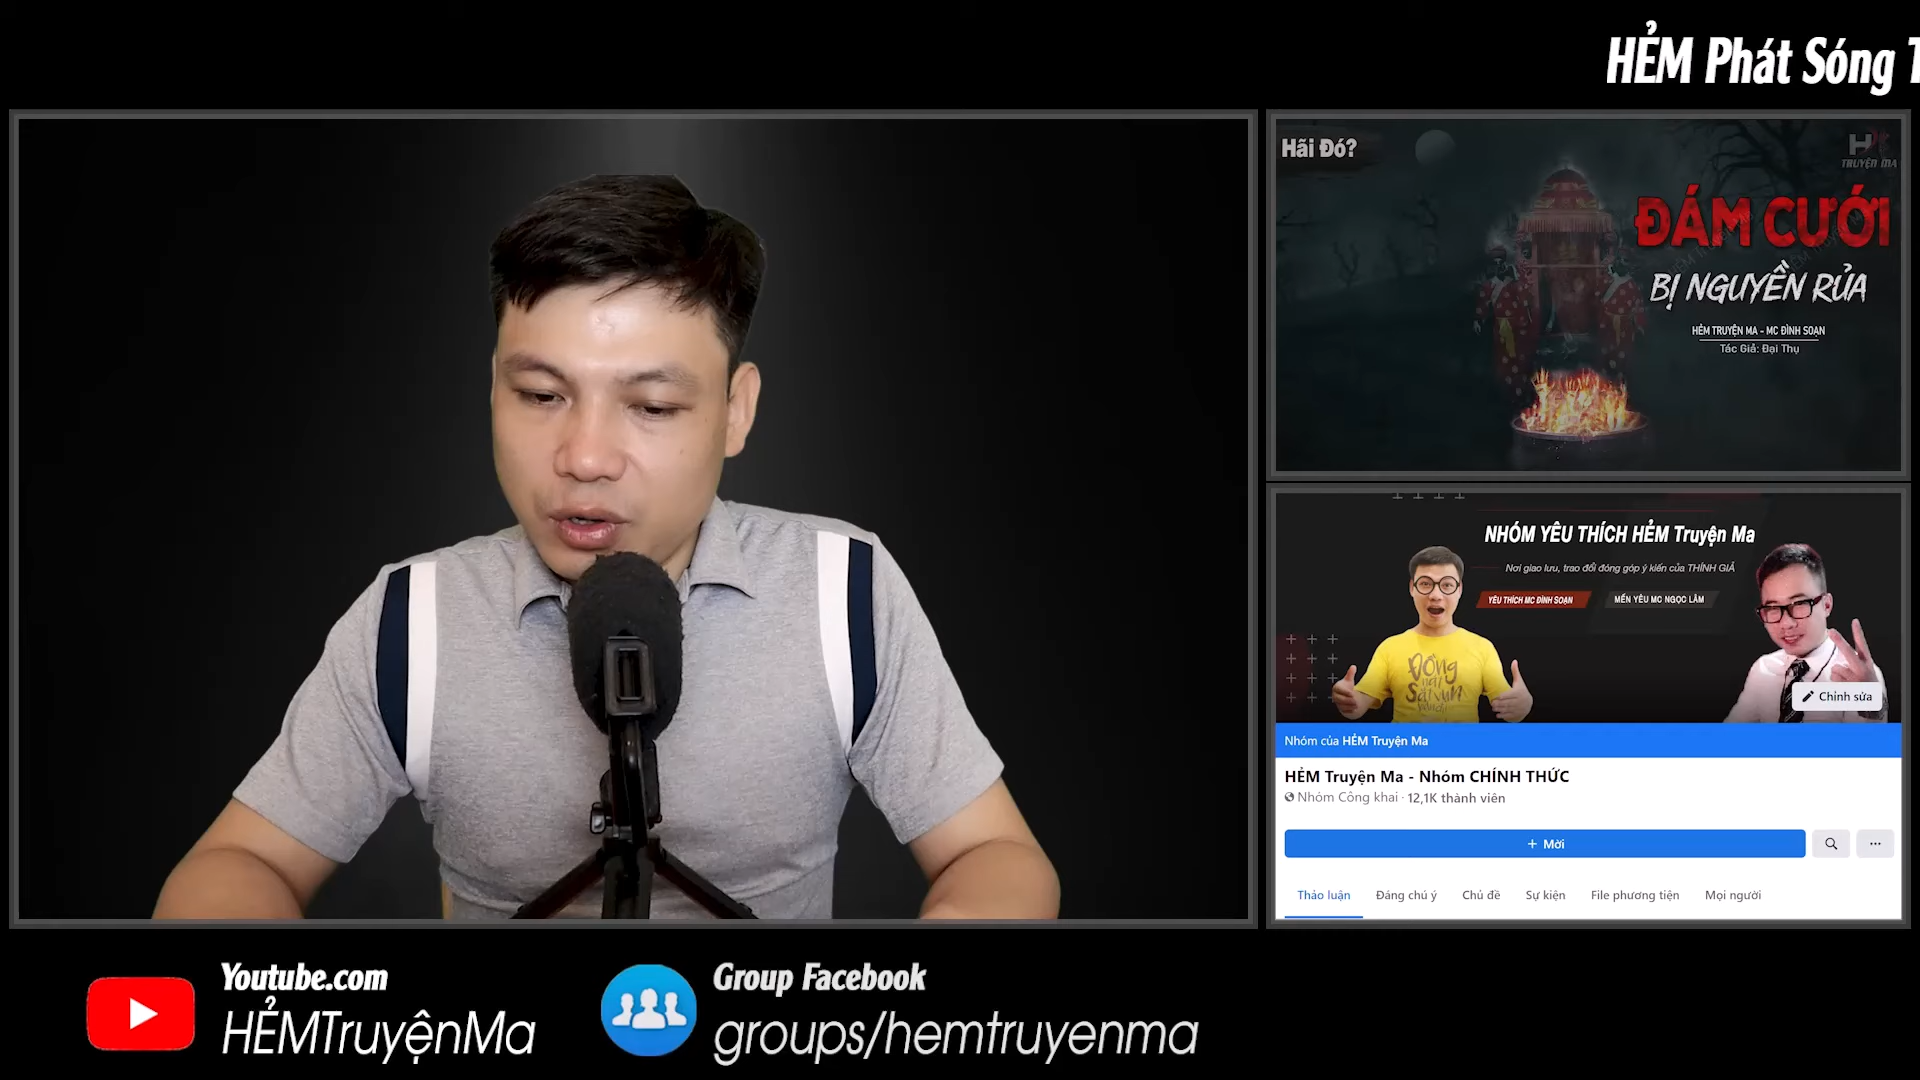 HẺM Phát Sóng T
Hãi Đó?
TRUYỆN MA
ĐÁM CƯỚI
BỊ NGUYỀN RỦA
HẺM TRUYỆN MA - MC ĐÌNH SOẠN
Tác Giả: Đại Thụ
NHÓM YÊU THÍCH HẺM Truyện Ma
Nơi giao lưu, trao đổi đóng góp ý kiến của THÍNH GIẢ
YÊU THÍCH MC ĐÌNH SOẠN
MẾN YÊU MC NGỌC LÂM
Chỉnh sửa
Nhóm của HẺM Truyện Ma
HẺM Truyện Ma - Nhóm CHÍNH THỨC
Nhóm Công khai · 12,1K thành viên
+ Mời
Thảo luận Đáng chú ý Chủ đề Sự kiện File phương tiện Mọi người
Youtube.com
HẺMTruyệnMa
Group Facebook
groups/hemtruyenma